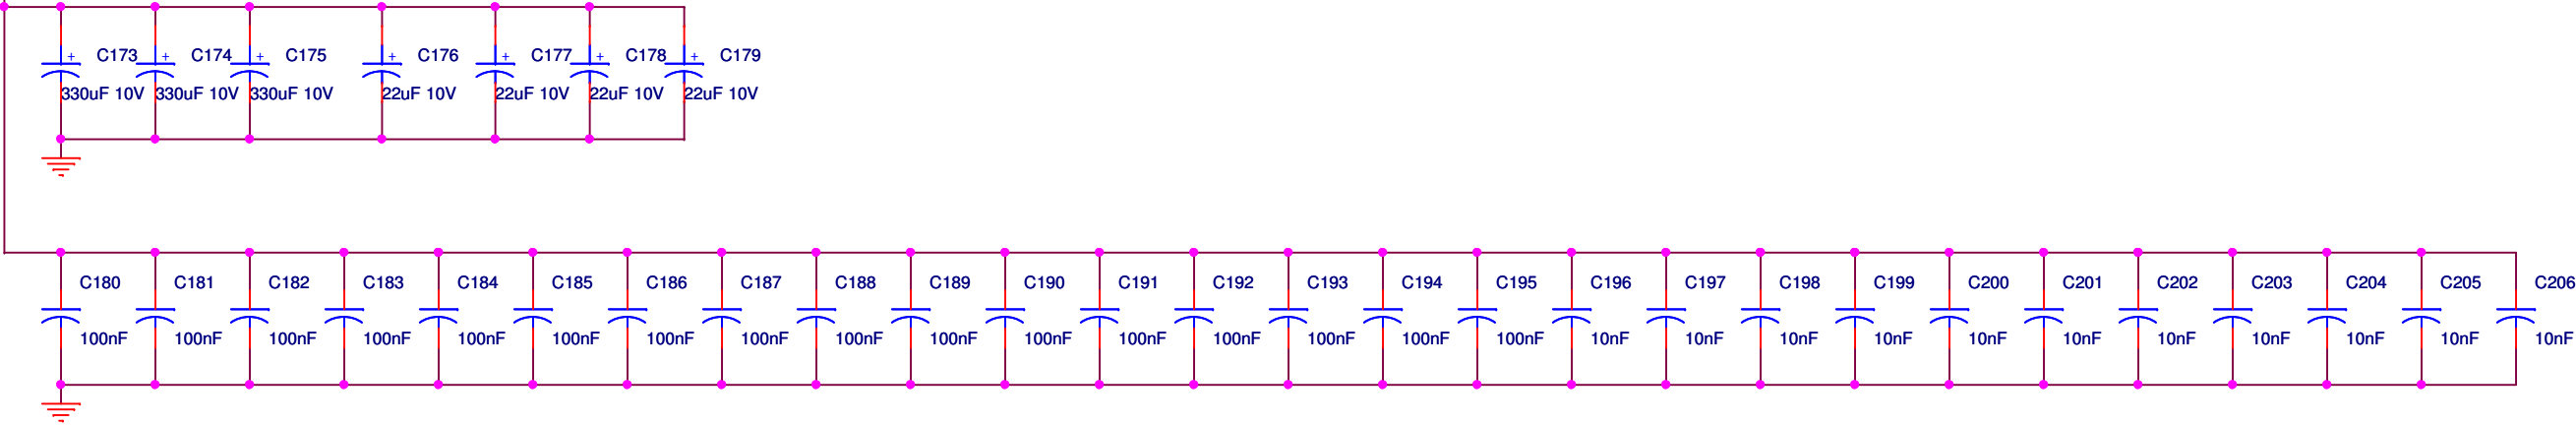 + C173 + C174 + C175 + C176 + C177 + C178 + C179
330uF 10V 330uF 10V 330uF 10V 22uF 10V 22uF 10V 22uF 10V 22uF 10V
C180 C181 C182 C183 C184 C185 C186 C187 C188 C189 C190 C191 C192 C193 C194 C195 C196 C197 C198 C199 C200 C201 C202 C203 C204 C205 C206
100nF 100nF 100nF 100nF 100nF 100nF 100nF 100nF 100nF 100nF 100nF 100nF 100nF 100nF 100nF 100nF 10nF 10nF 10nF 10nF 10nF 10nF 10nF 10nF 10nF 10nF 10nF